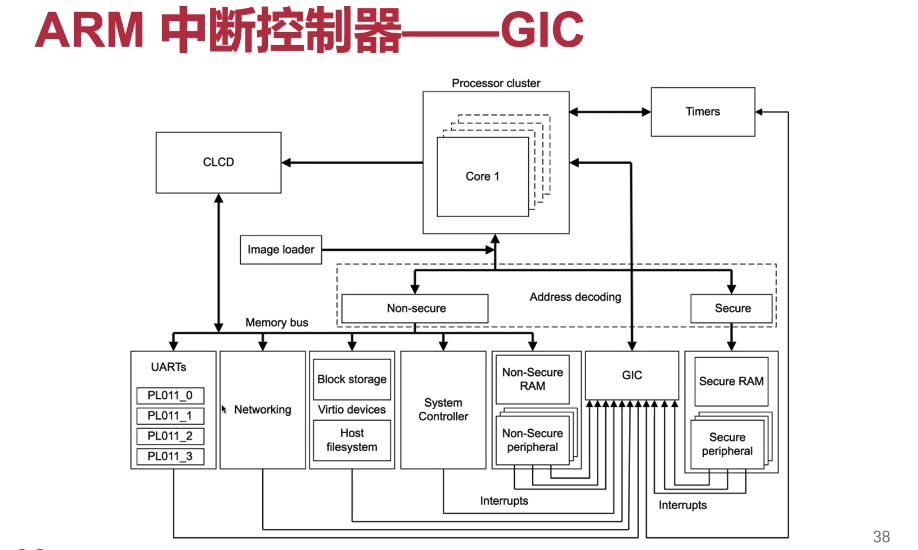 ARM 中断控制器——GIC
Processor cluster
Timers
CLCD
Core 1
Image loader
Address decoding
Non-secure
Secure
Memory bus
UARTs
PL011_0
PL011_1
PL011_2
PL011_3
Networking
Block storage
Virtio devices
Host
filesystem
System
Controller
Non-Secure
RAM
Non-Secure
peripheral
GIC
Secure RAM
Secure
peripheral
Interrupts
Interrupts
38